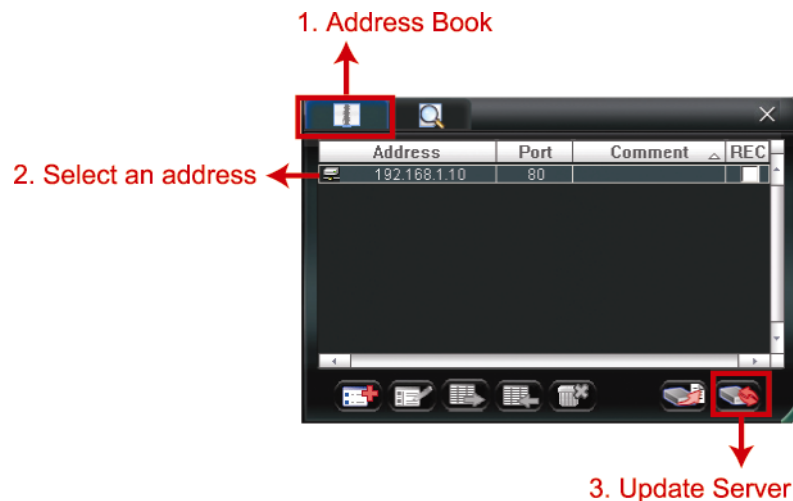 1. Address Book
Address Port Comment REC
2. Select an address
192.168.1.10 80
3. Update Server